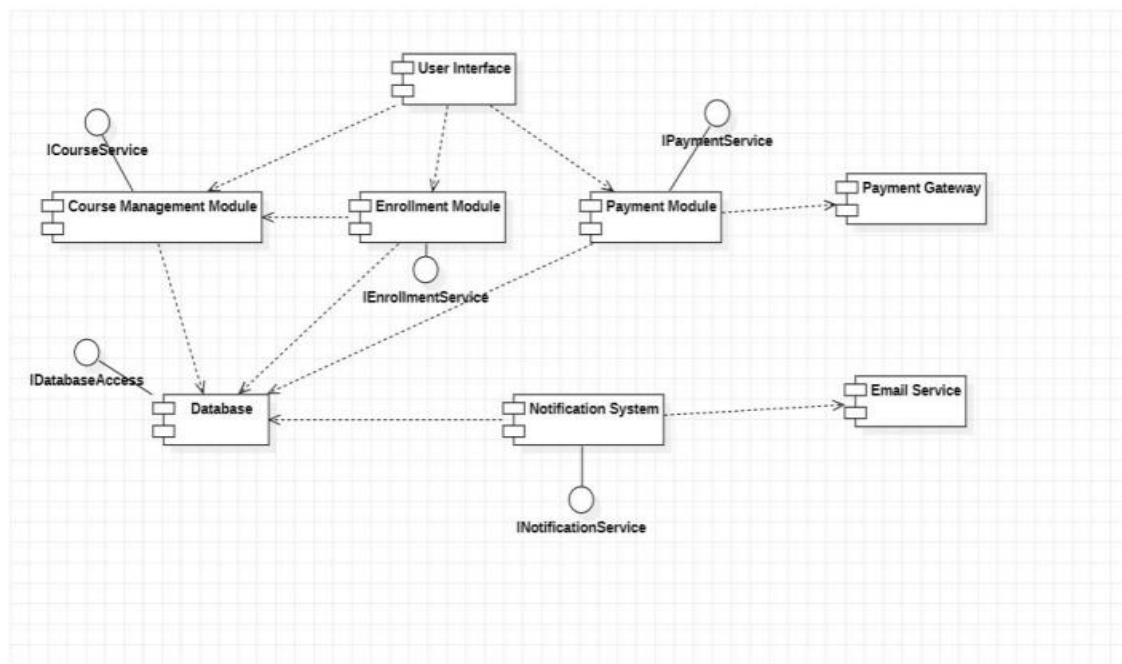 User Interface
ICourseService
IPaymentService
Course Management Module
Enrollment Module
Payment Module
Payment Gateway
IEnrollmentService
IDatabaseAccess
Database
Notification System
Email Service
INotificationService